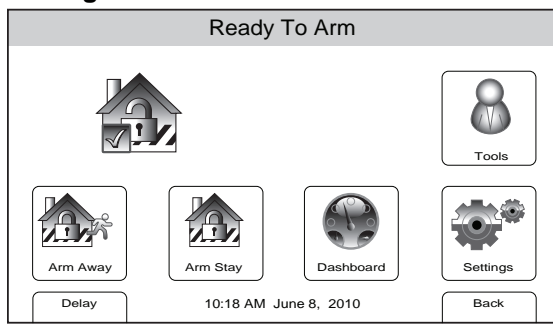 Ready To Arm
Tools
Arm Away
Arm Stay
Dashboard
Settings
Delay
10:18 AM June 8, 2010
Back